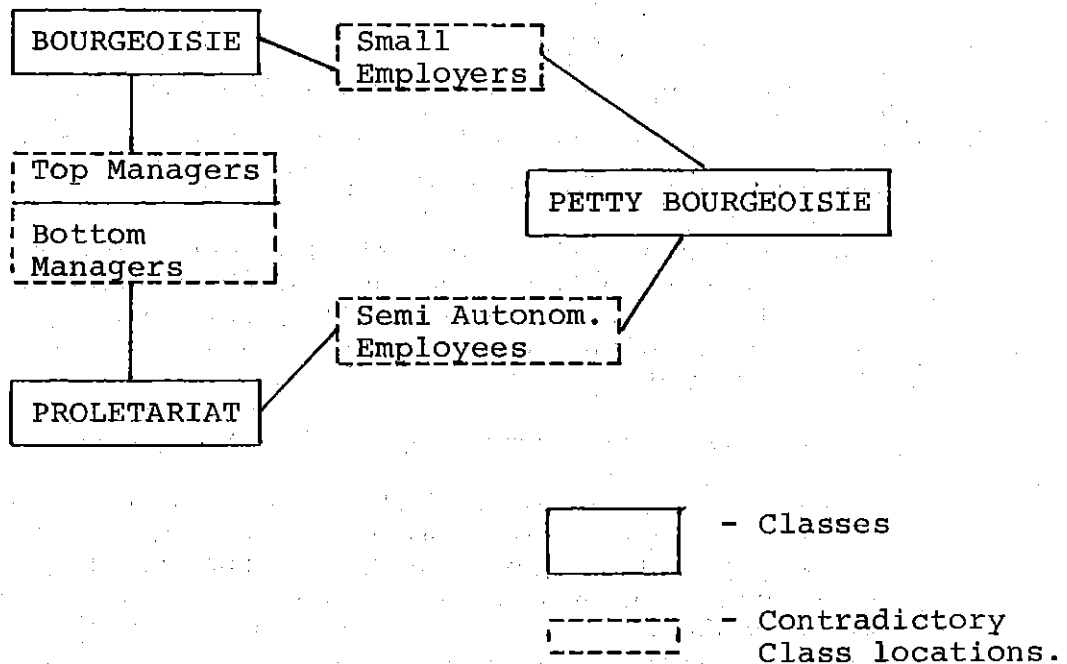 BOURGEOISIE
Small
Employers
Top Managers
PETTY BOURGEOISIE
Bottom
Managers
Semi Autonom.
Employees
PROLETARIAT
- Classes
- Contradictory
Class locations.